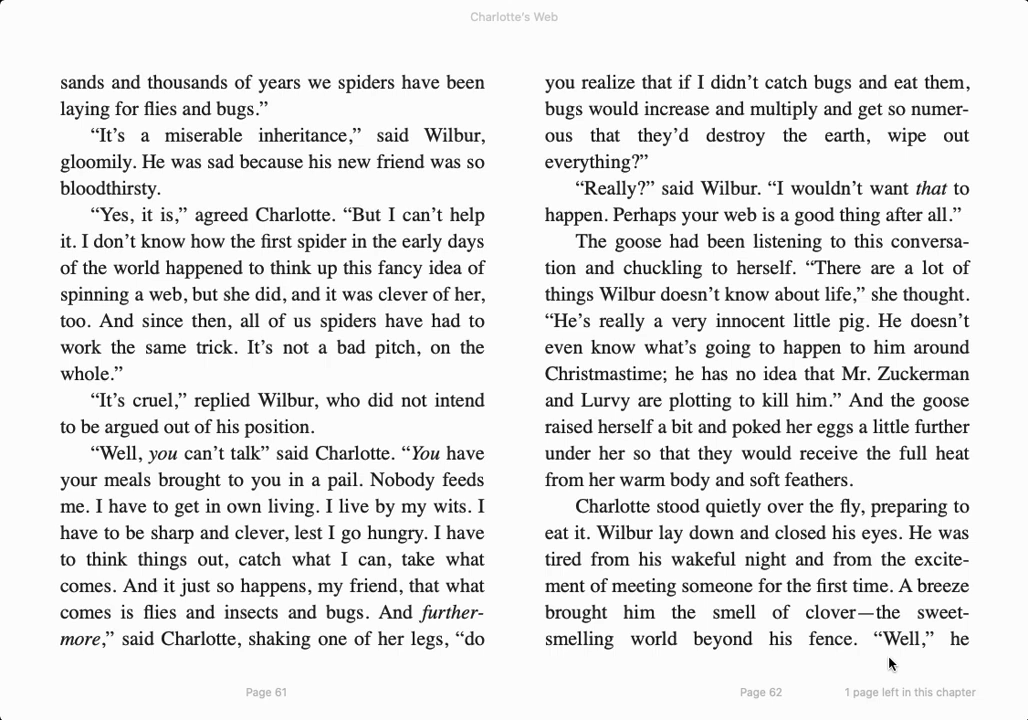 Charlotte's Web
sands and thousands of years we spiders have been
laying for flies and bugs.”
“It’s a miserable inheritance,” said Wilbur,
gloomily. He was sad because his new friend was so
bloodthirsty.
“Yes, it is,” agreed Charlotte. “But I can’t help
it. I don’t know how the first spider in the early days
of the world happened to think up this fancy idea of
spinning a web, but she did, and it was clever of her,
too. And since then, all of us spiders have had to
work the same trick. It’s not a bad pitch, on the
whole.”
“It’s cruel,” replied Wilbur, who did not intend
to be argued out of his position.
“Well, you can’t talk” said Charlotte. “You have
your meals brought to you in a pail. Nobody feeds
me. I have to get in own living. I live by my wits. I
have to be sharp and clever, lest I go hungry. I have
to think things out, catch what I can, take what
comes. And it just so happens, my friend, that what
comes is flies and insects and bugs. And further-
more,” said Charlotte, shaking one of her legs, “do
you realize that if I didn’t catch bugs and eat them,
bugs would increase and multiply and get so numer-
ous that they’d destroy the earth, wipe out
everything?”
“Really?” said Wilbur. “I wouldn’t want that to
happen. Perhaps your web is a good thing after all.”
The goose had been listening to this conversa-
tion and chuckling to herself. “There are a lot of
things Wilbur doesn’t know about life,” she thought.
“He’s really a very innocent little pig. He doesn’t
even know what’s going to happen to him around
Christmastime; he has no idea that Mr. Zuckerman
and Lurvy are plotting to kill him.” And the goose
raised herself a bit and poked her eggs a little further
under her so that they would receive the full heat
from her warm body and soft feathers.
Charlotte stood quietly over the fly, preparing to
eat it. Wilbur lay down and closed his eyes. He was
tired from his wakeful night and from the excite-
ment of meeting someone for the first time. A breeze
brought him the smell of clover—the sweet-
smelling world beyond his fence. “Well,” he
Page 61
Page 62
1 page left in this chapter